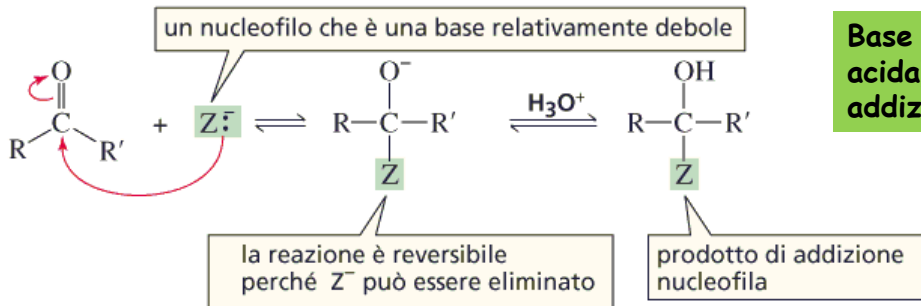 un nucleofilo che è una base relativamente debole
Base
acida
addiz
O
C
R R′
+ Z:⁻
O⁻
R—C—R′
Z
H₃O⁺
OH
R—C—R′
Z
la reazione è reversibile
perché Z⁻ può essere eliminato
prodotto di addizione
nucleofila